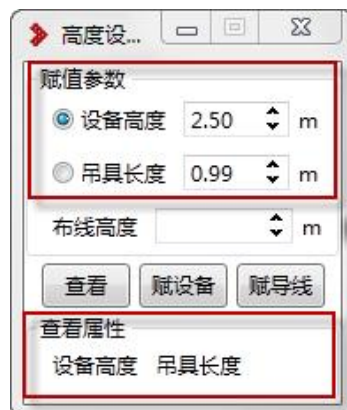 高度设...
赋值参数
设备高度 2.50 m
吊具长度 0.99 m
布线高度 m
查看 赋设备 赋导线
查看属性
设备高度 吊具长度